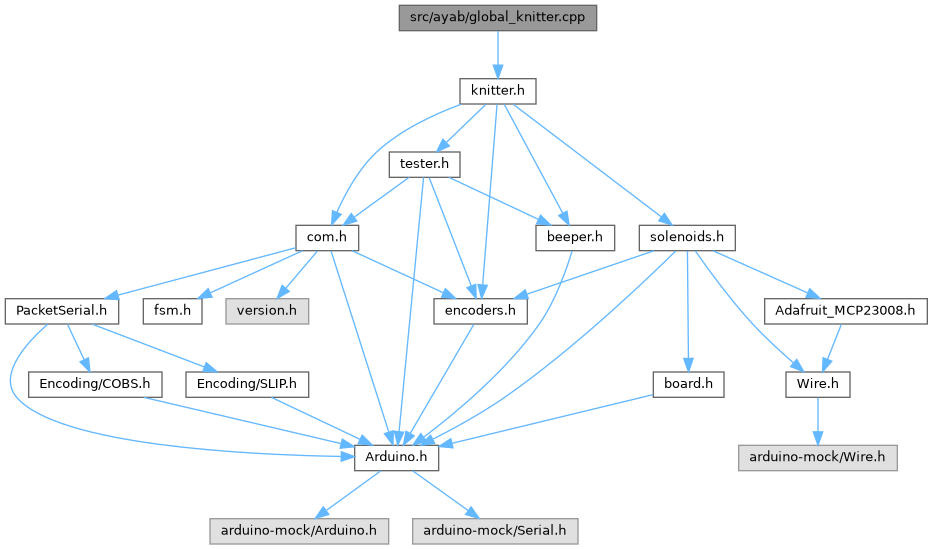 src/ayab/global_knitter.cpp
knitter.h
tester.h
com.h
beeper.h
solenoids.h
PacketSerial.h
fsm.h
version.h
encoders.h
Adafruit_MCP23008.h
Encoding/COBS.h
Encoding/SLIP.h
board.h
Wire.h
Arduino.h
arduino-mock/Wire.h
arduino-mock/Arduino.h
arduino-mock/Serial.h